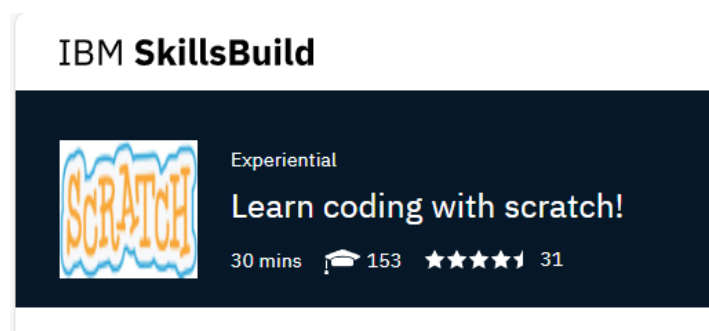 IBM SkillsBuild
SCRATCH
Experiential
Learn coding with scratch!
30 mins 153 31